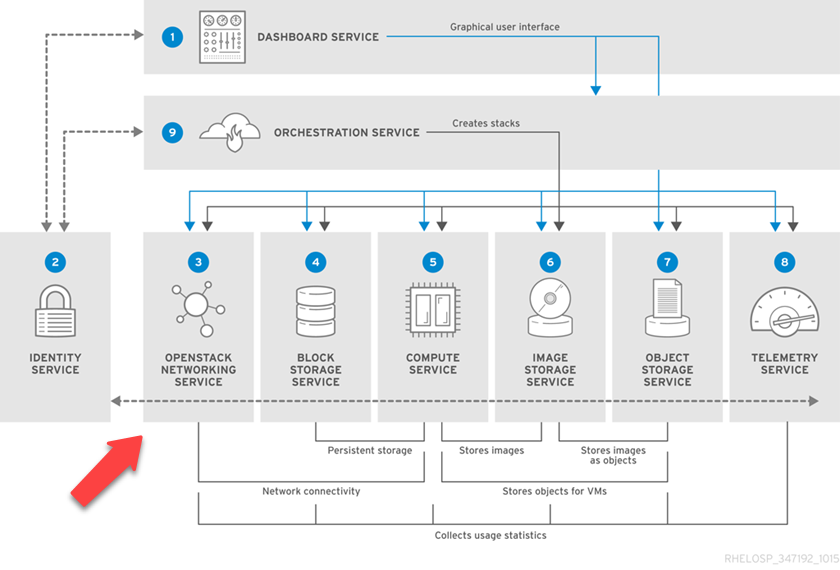 1
DASHBOARD SERVICE
Graphical user interface
9
ORCHESTRATION SERVICE
Creates stacks
2
IDENTITY
SERVICE
3
OPENSTACK
NETWORKING
SERVICE
4
BLOCK
STORAGE
SERVICE
5
COMPUTE
SERVICE
6
IMAGE
STORAGE
SERVICE
7
OBJECT
STORAGE
SERVICE
8
TELEMETRY
SERVICE
Persistent storage
Stores images
Stores images
as objects
Network connectivity
Stores objects for VMs
Collects usage statistics
RHELOSP_347192_1015